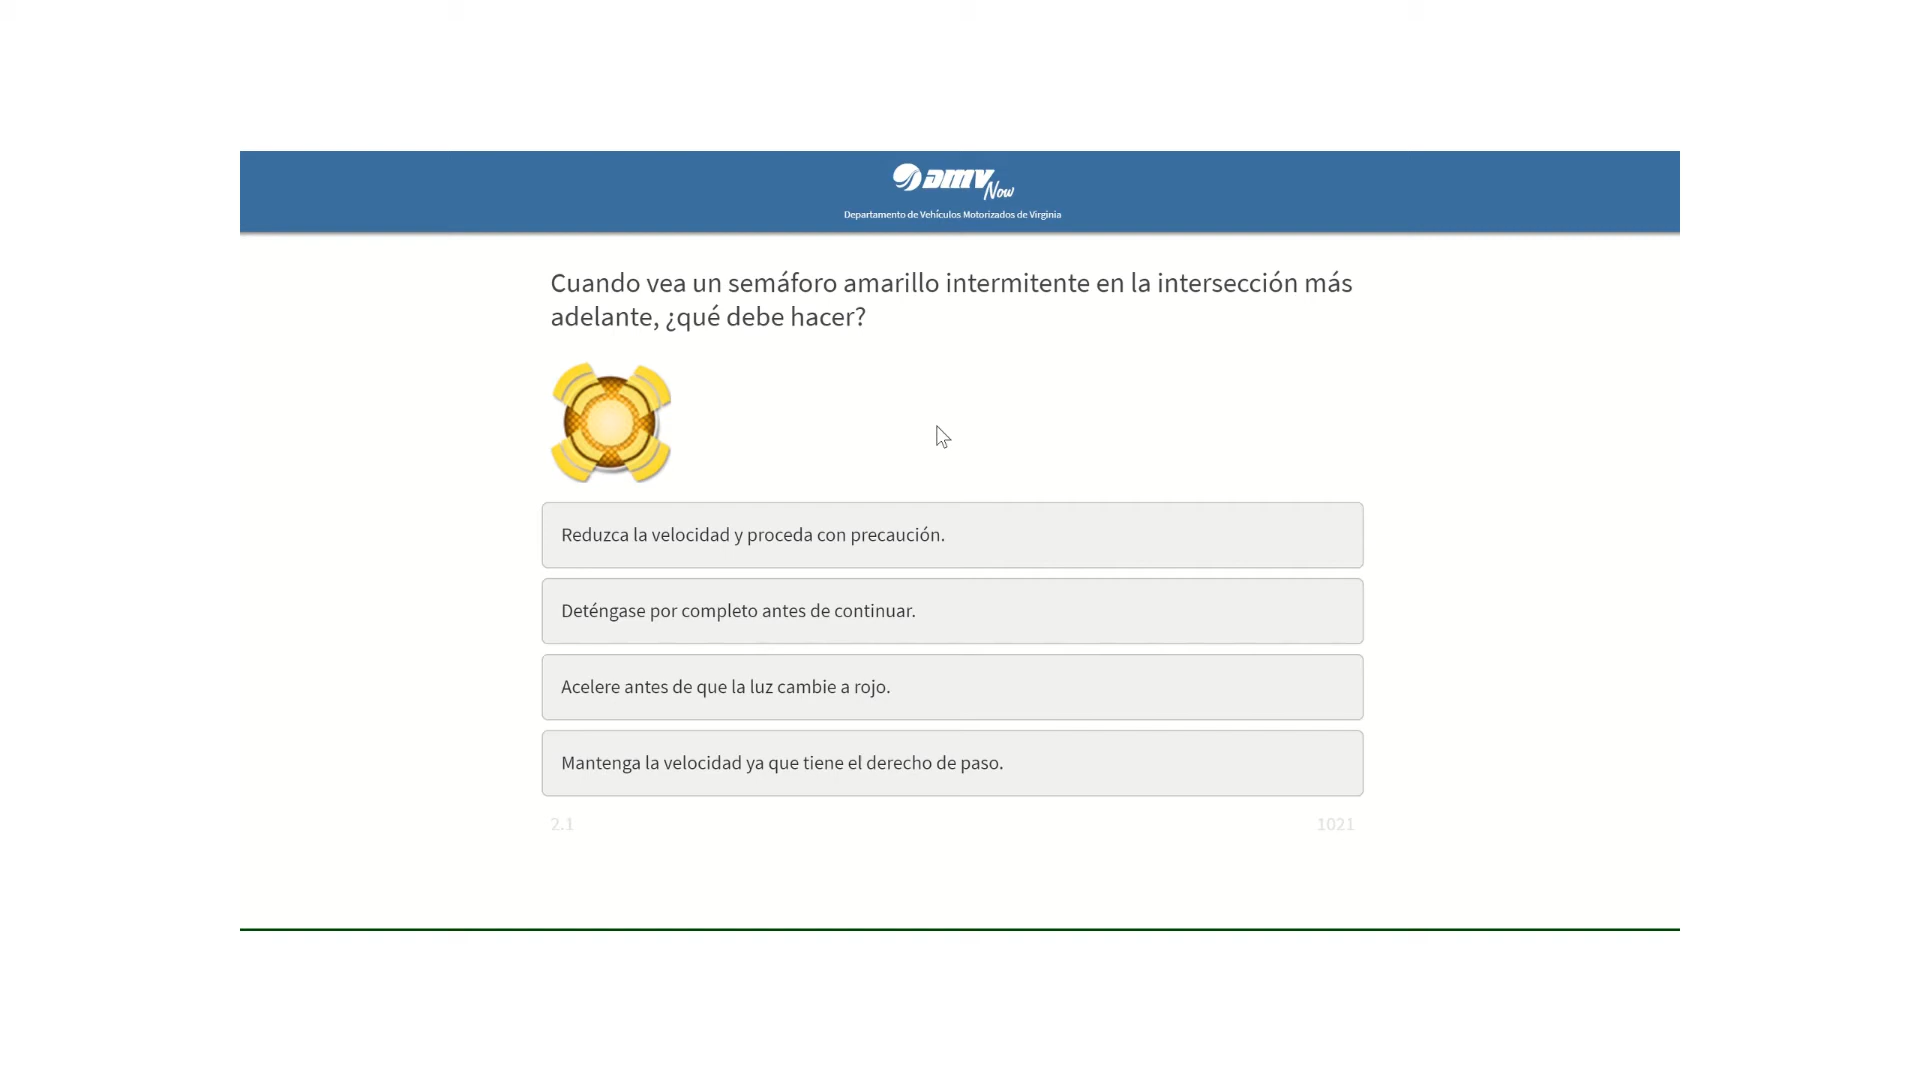 DMV Now
Departamento de Vehículos Motorizados de Virginia
Cuando vea un semáforo amarillo intermitente en la intersección más
adelante, ¿qué debe hacer?
Reduzca la velocidad y proceda con precaución.
Deténgase por completo antes de continuar.
Acelere antes de que la luz cambie a rojo.
Mantenga la velocidad ya que tiene el derecho de paso.
2.1
1021